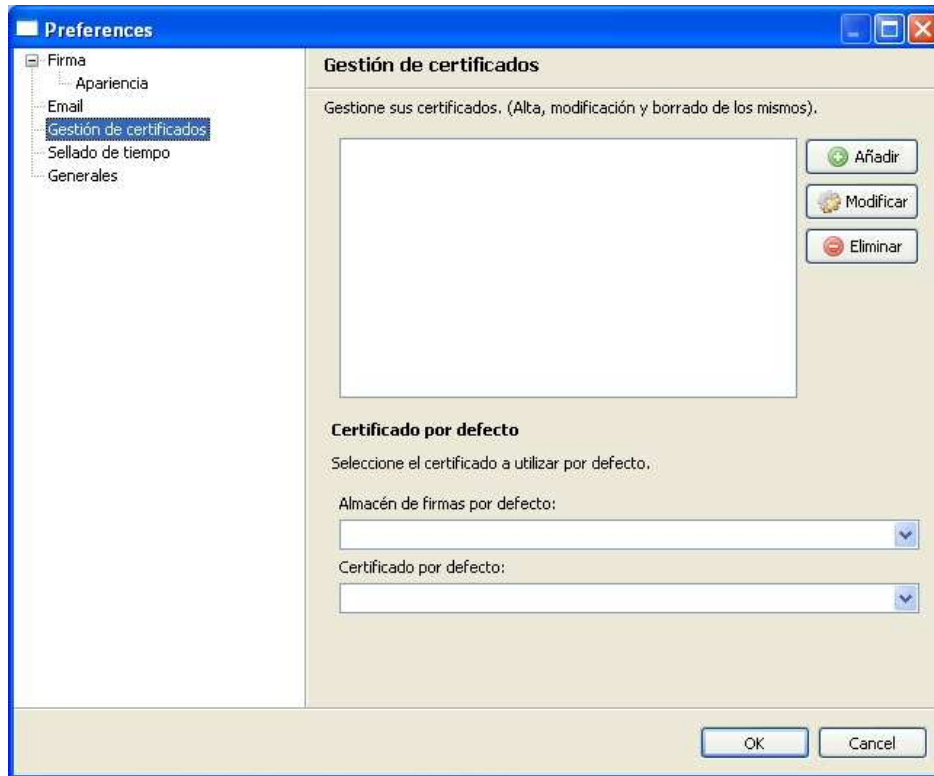 Preferences
Firma
Apariencia
Email
Gestión de certificados
Sellado de tiempo
Generales
Gestión de certificados
Gestione sus certificados. (Alta, modificación y borrado de los mismos).
Añadir
Modificar
Eliminar
Certificado por defecto
Seleccione el certificado a utilizar por defecto.
Almacén de firmas por defecto:
Certificado por defecto:
OK
Cancel